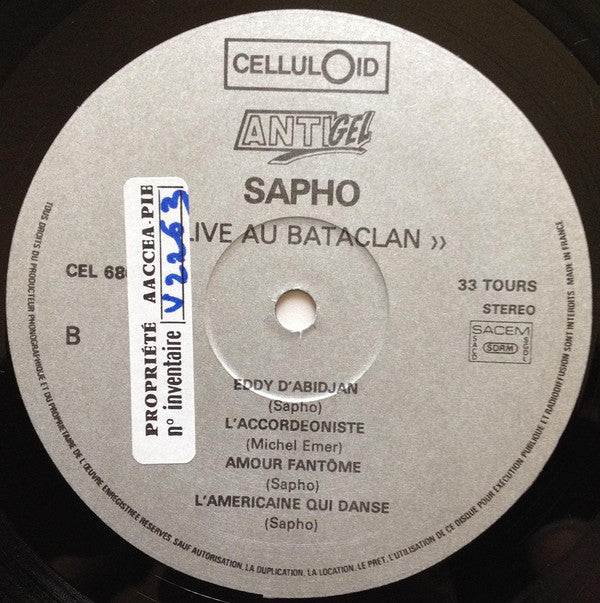 CELLULOID
ANTIGEL
SAPHO
LIVE AU BATACLAN »
CEL 680
33 TOURS
STEREO
B
SACEM
SACD
SDRM
SGDL
PROPRIÉTÉ AACCEA-PIE
n° inventaire V2263
EDDY D'ABIDJAN
(Sapho)
L'ACCORDEONISTE
(Michel Emer)
AMOUR FANTÔME
(Sapho)
L'AMERICAINE QUI DANSE
(Sapho)
TOUS DROITS DU PRODUCTEUR PHONOGRAPHIQUE ET DU PROPRIETAIRE DE L'ŒUVRE ENREGISTREE RESERVES SAUF AUTORISATION, LA DUPLICATION, LA LOCATION, LE PRET, L'UTILISATION DE CE DISQUE POUR EXECUTION PUBLIQUE ET RADIODIFFUSION SONT INTERDITS. MADE IN FRANCE